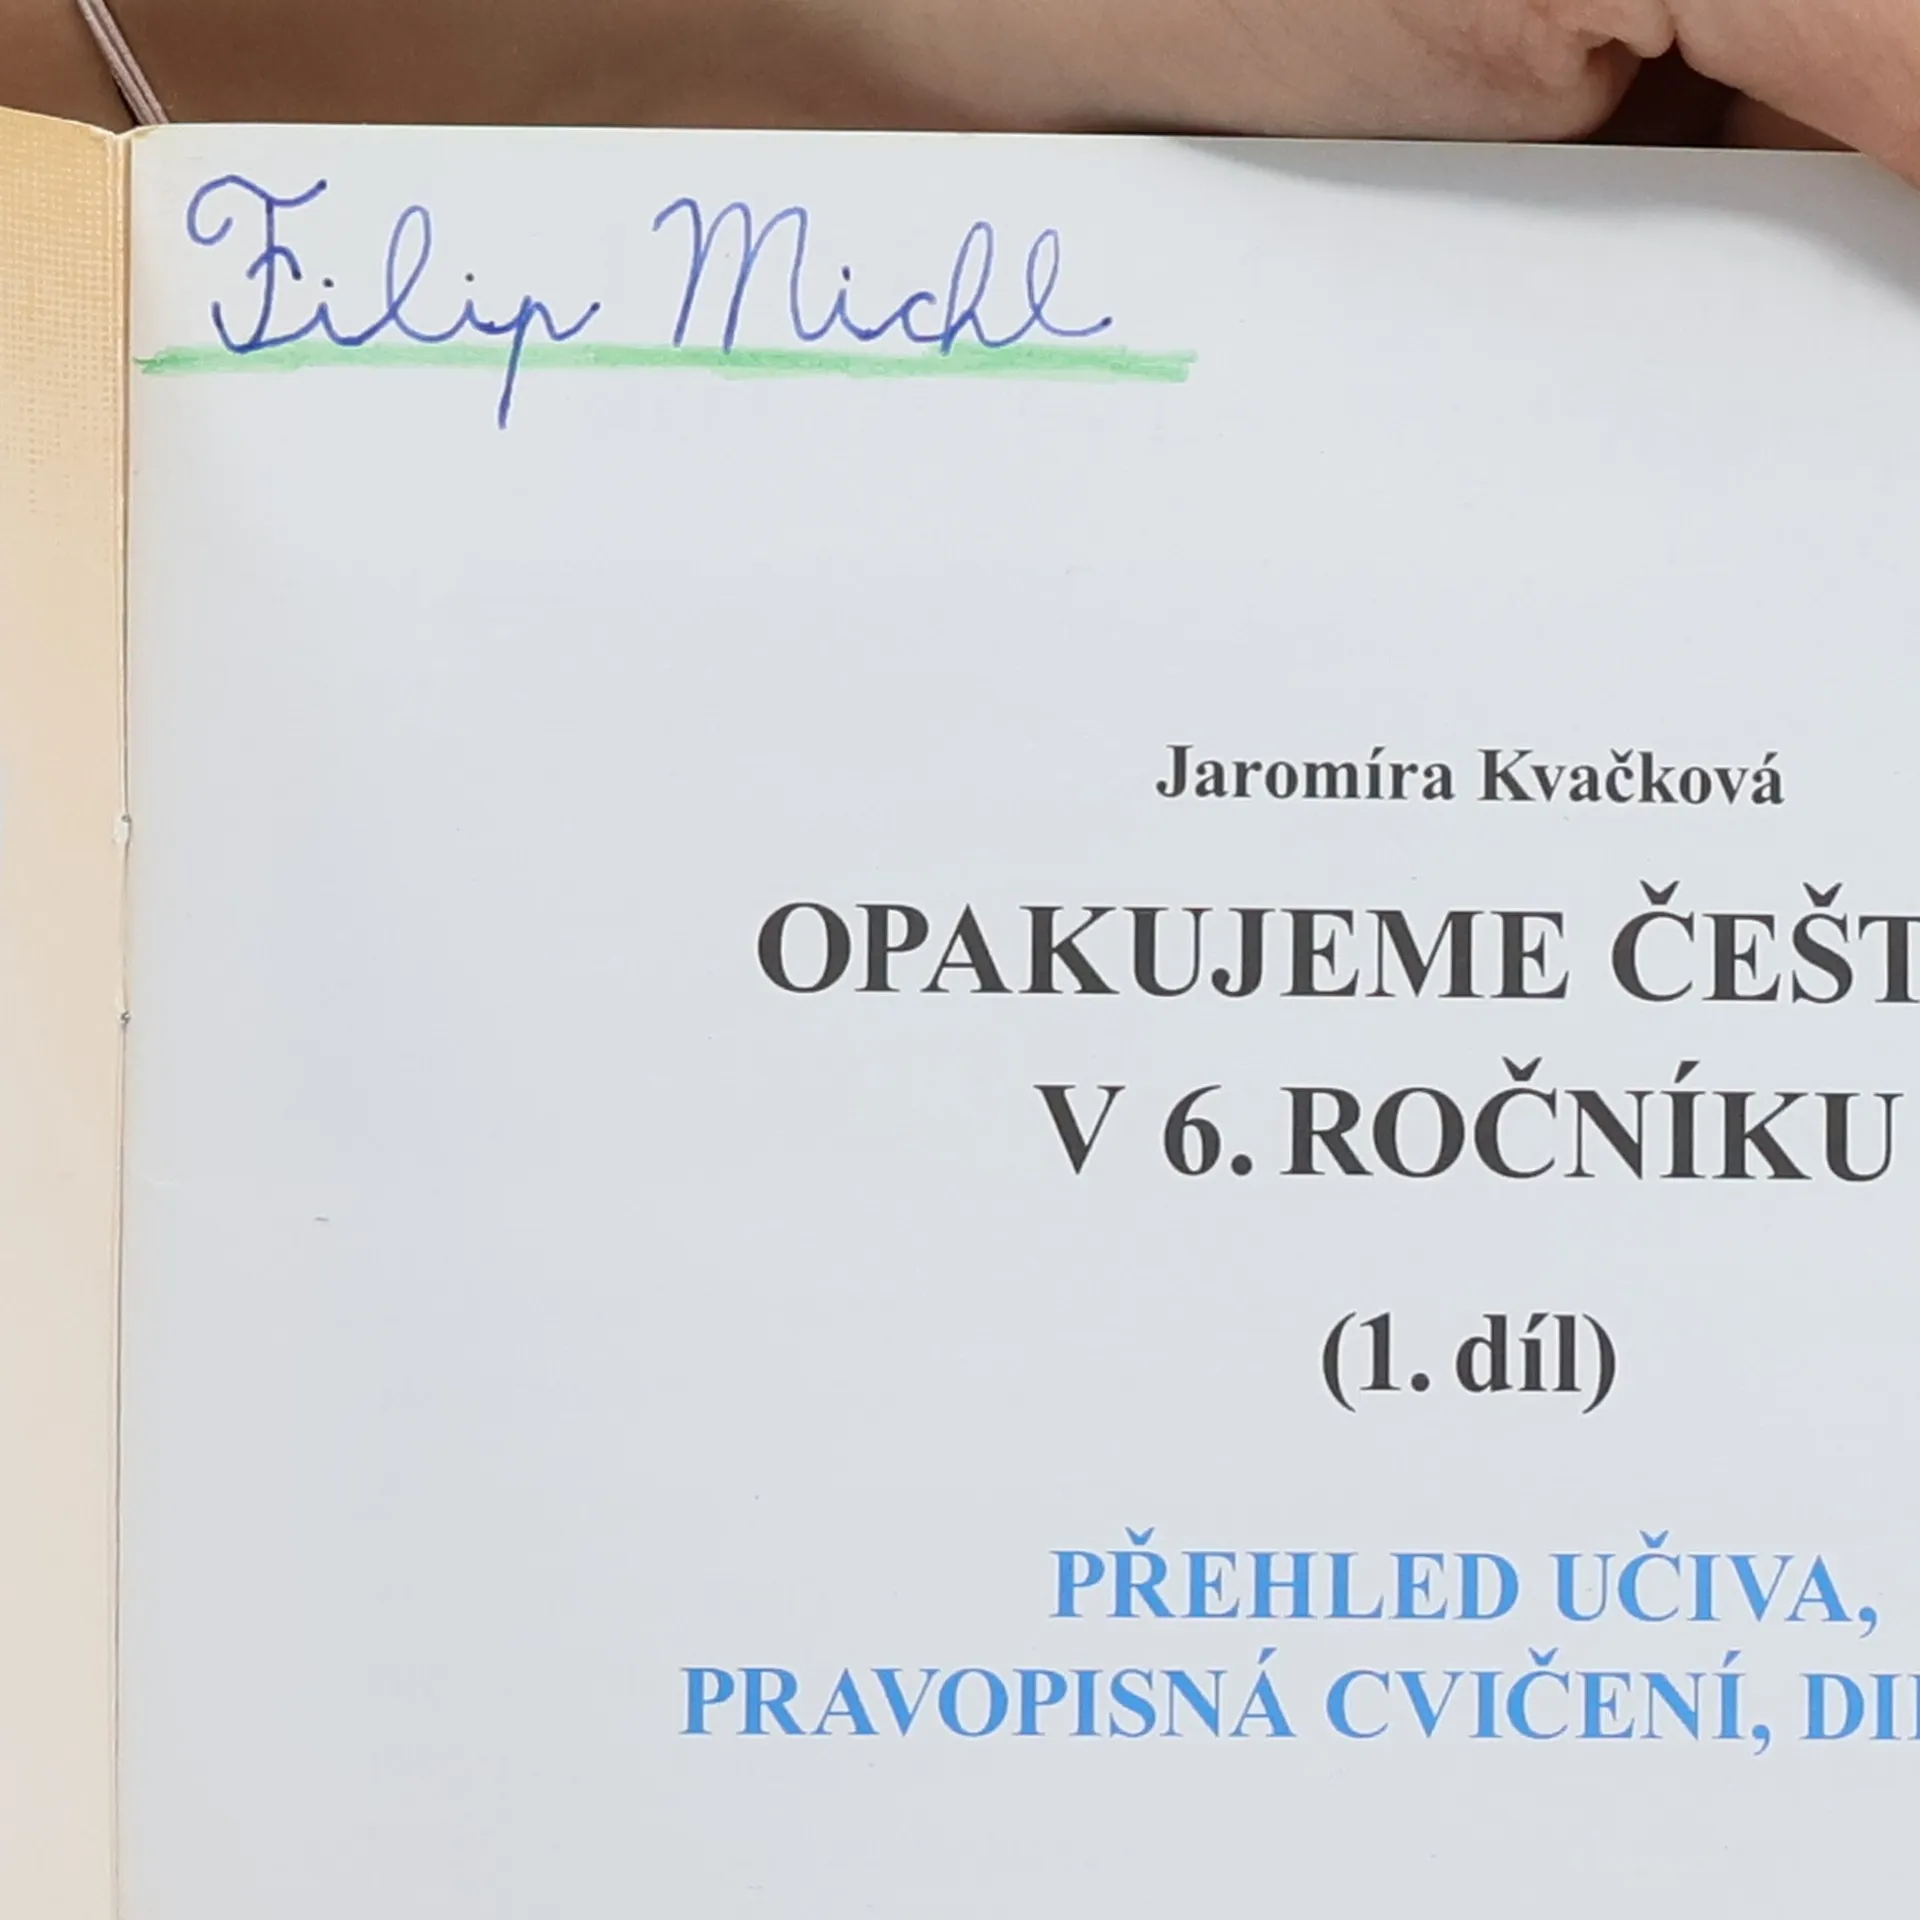 Filip Michl
Jaromíra Kvačková
OPAKUJEME ČEŠT
V 6. ROČNÍKU
(1. díl)
PŘEHLED UČIVA,
PRAVOPISNÁ CVIČENÍ, DI